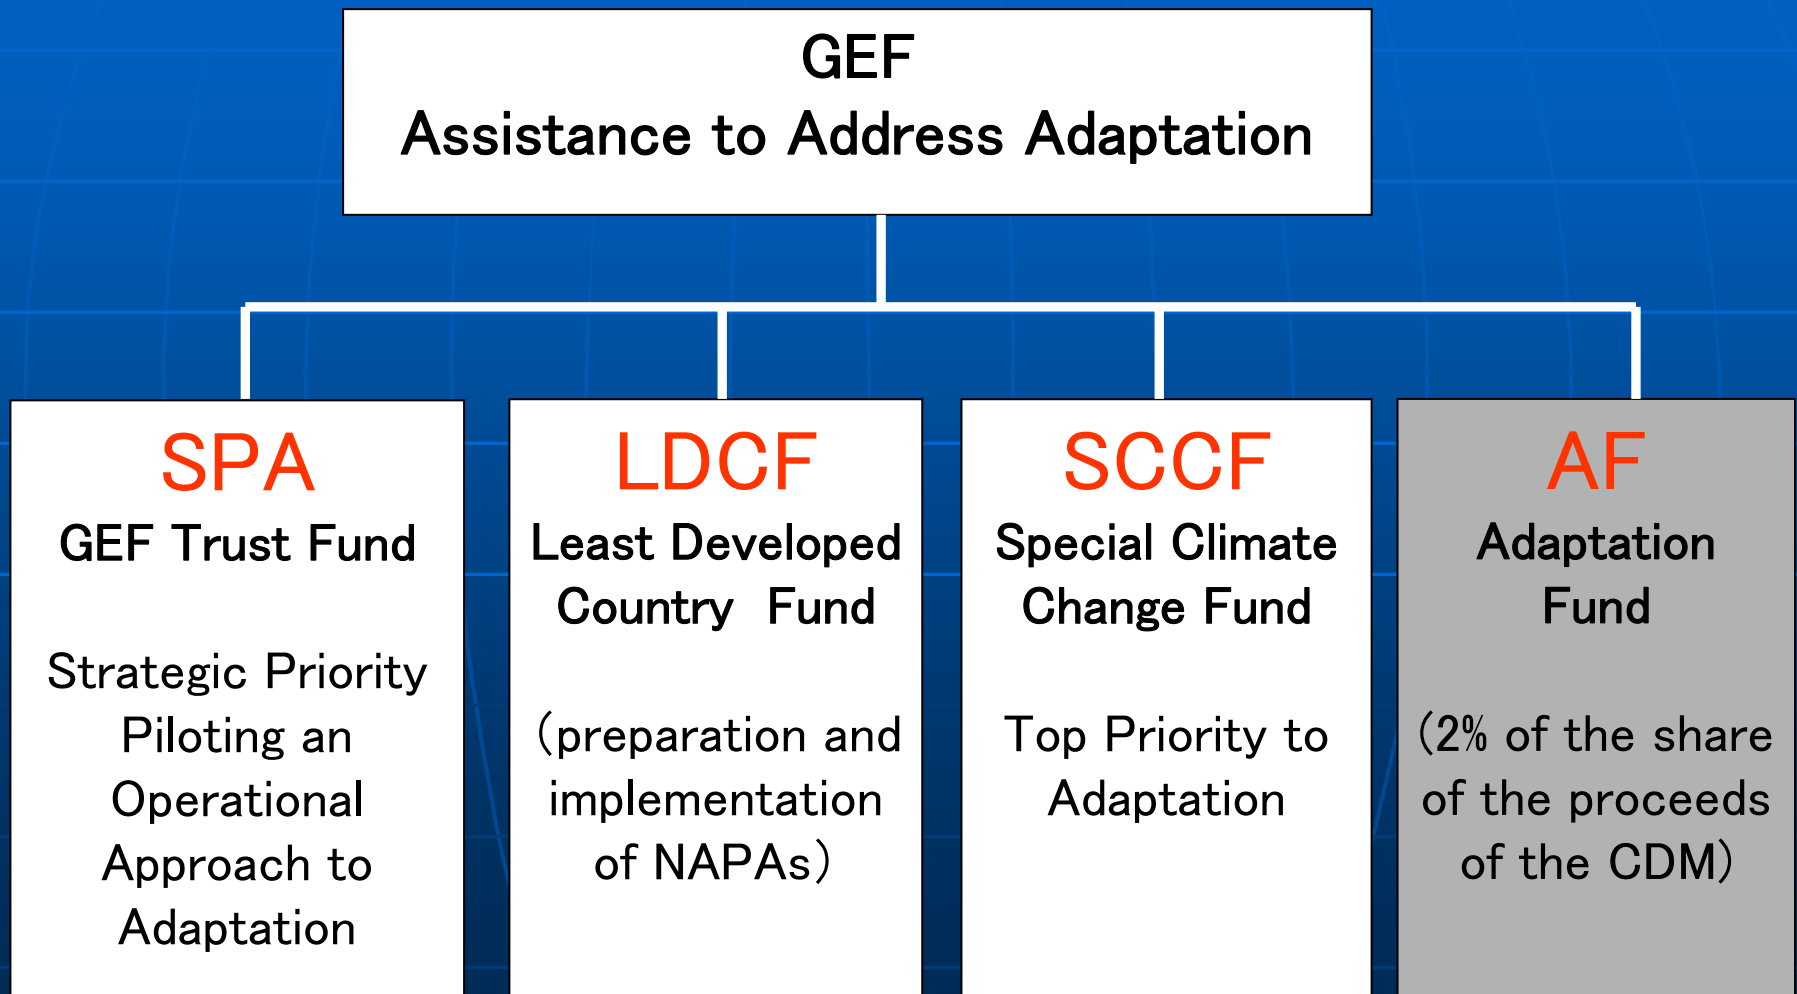 GEF
Assistance to Address Adaptation
SPA
GEF Trust Fund
Strategic Priority
Piloting an
Operational
Approach to
Adaptation
LDCF
Least Developed
Country Fund
(preparation and
implementation
of NAPAs)
SCCF
Special Climate
Change Fund
Top Priority to
Adaptation
AF
Adaptation
Fund
(2% of the share
of the proceeds
of the CDM)